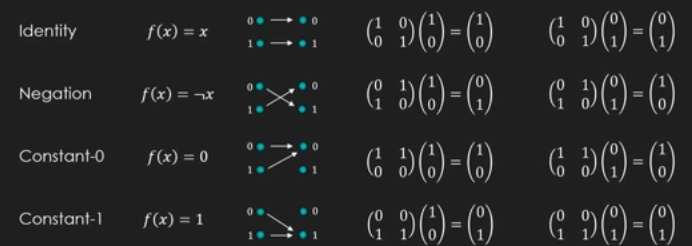 Identity f(x) = x 0 0 1 1 (1 0 0 1)(1 0) = (1 0) (1 0 0 1)(0 1) = (0 1)
Negation f(x) = ¬x 0 0 1 1 (0 1 1 0)(1 0) = (0 1) (0 1 1 0)(0 1) = (1 0)
Constant-0 f(x) = 0 0 0 1 1 (1 1 0 0)(1 0) = (1 0) (1 1 0 0)(0 1) = (1 0)
Constant-1 f(x) = 1 0 0 1 1 (0 0 1 1)(1 0) = (0 1) (0 0 1 1)(0 1) = (0 1)